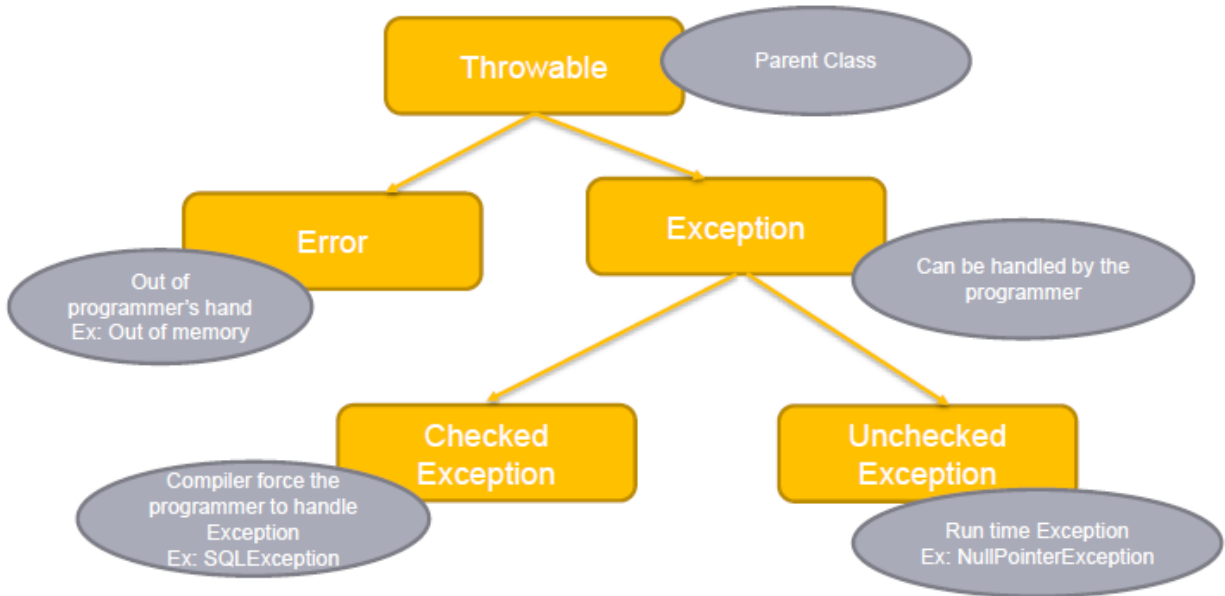 Throwable
Parent Class
Error
Exception
Out of
programmer's hand
Ex: Out of memory
Can be handled by the
programmer
Checked
Exception
Unchecked
Exception
Compiler force the
programmer to handle
Exception
Ex: SQLException
Run time Exception
Ex: NullPointerException